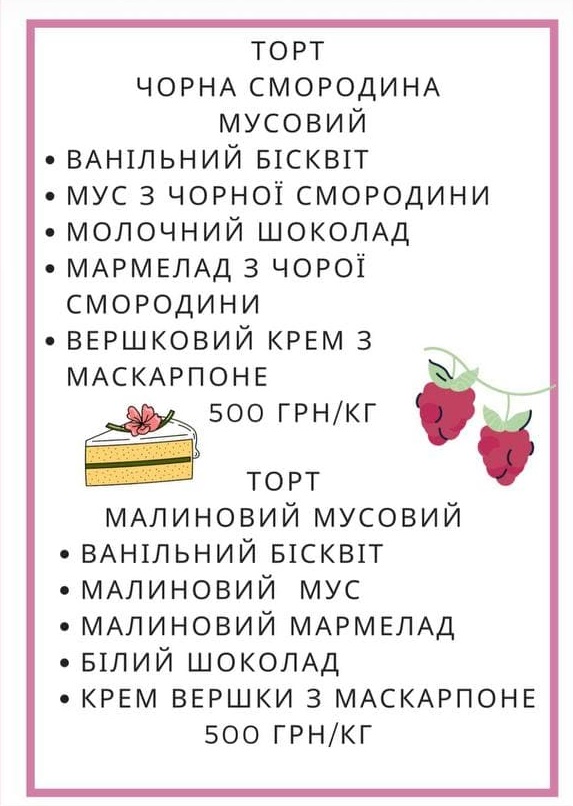 ТОРТ
ЧОРНА СМОРОДИНА
МУСОВИЙ
• ВАНІЛЬНИЙ БІСКВІТ
• МУС З ЧОРНОЇ СМОРОДИНИ
• МОЛОЧНИЙ ШОКОЛАД
• МАРМЕЛАД З ЧОРОЇ
СМОРОДИНИ
• ВЕРШКОВИЙ КРЕМ З
МАСКАРПОНЕ
500 ГРН/КГ
ТОРТ
МАЛИНОВИЙ МУСОВИЙ
• ВАНІЛЬНИЙ БІСКВІТ
• МАЛИНОВИЙ МУС
• МАЛИНОВИЙ МАРМЕЛАД
• БІЛИЙ ШОКОЛАД
• КРЕМ ВЕРШКИ З МАСКАРПОНЕ
500 ГРН/КГ